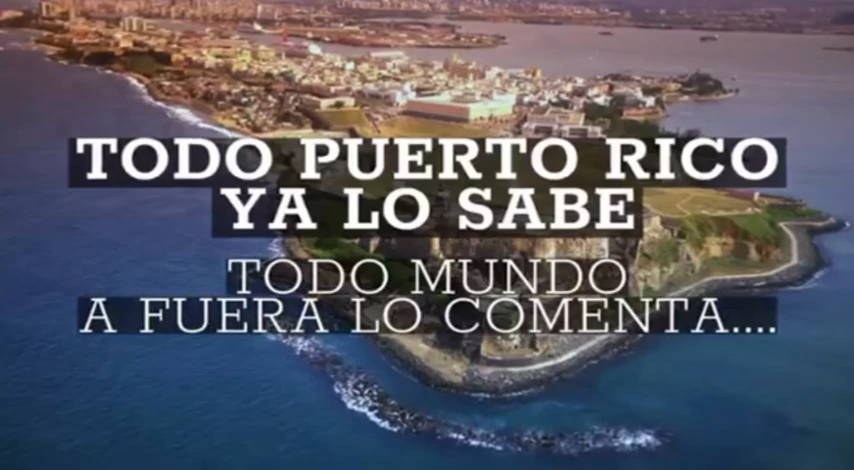 TODO PUERTO RICO
YA LO SABE
TODO MUNDO
A FUERA LO COMENTA....